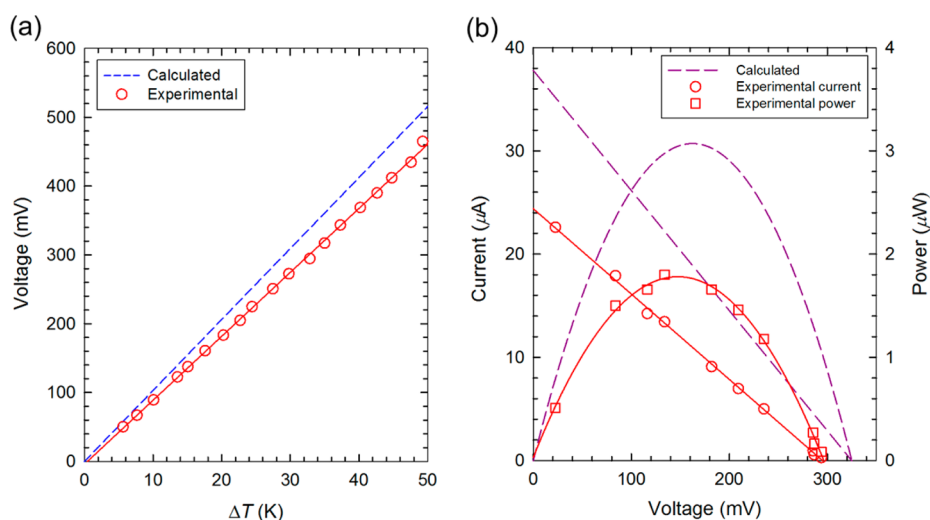 (a)
600
500
400
300
200
100
0
Voltage (mV)
Calculated
Experimental
0 10 20 30 40 50
ΔT (K)
(b)
40
30
20
10
0
Current (μA)
Calculated
Experimental current
Experimental power
4
3
2
1
0
Power (μW)
0 100 200 300
Voltage (mV)